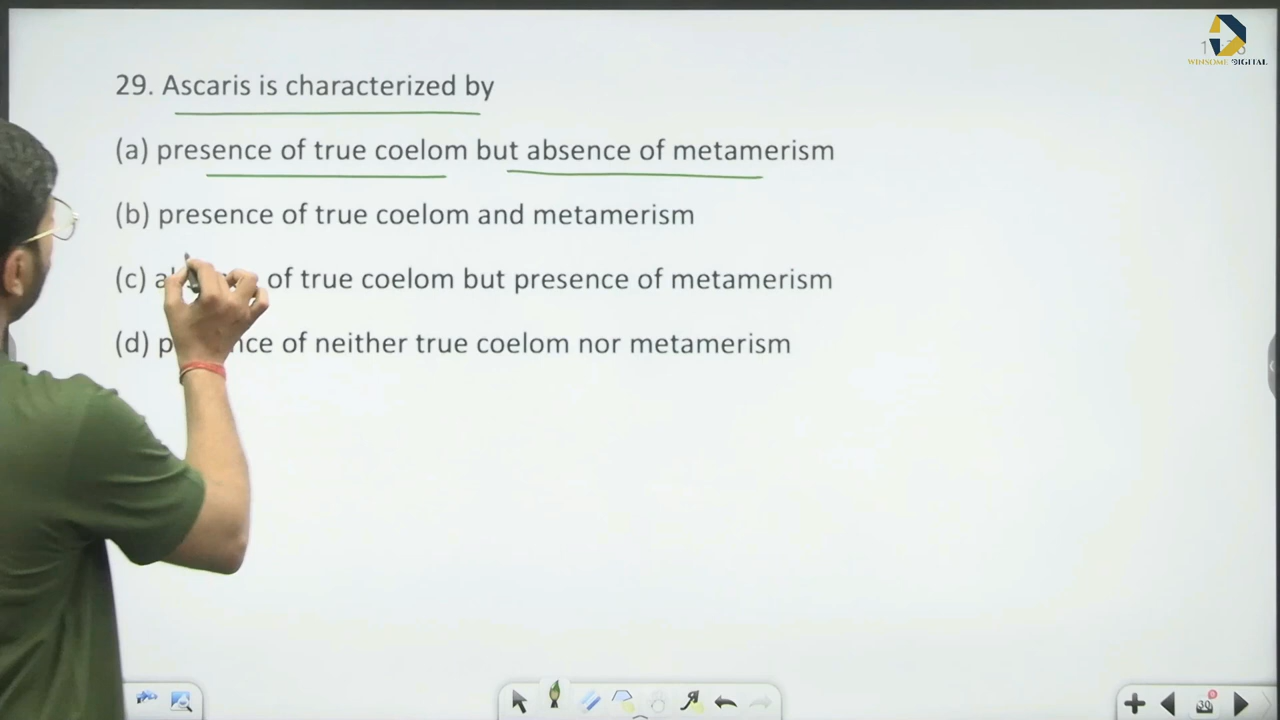 WINSOME DIGITAL
29. Ascaris is characterized by
(a) presence of true coelom but absence of metamerism
(b) presence of true coelom and metamerism
(c) of true coelom but presence of metamerism
(d) of neither true coelom nor metamerism
30